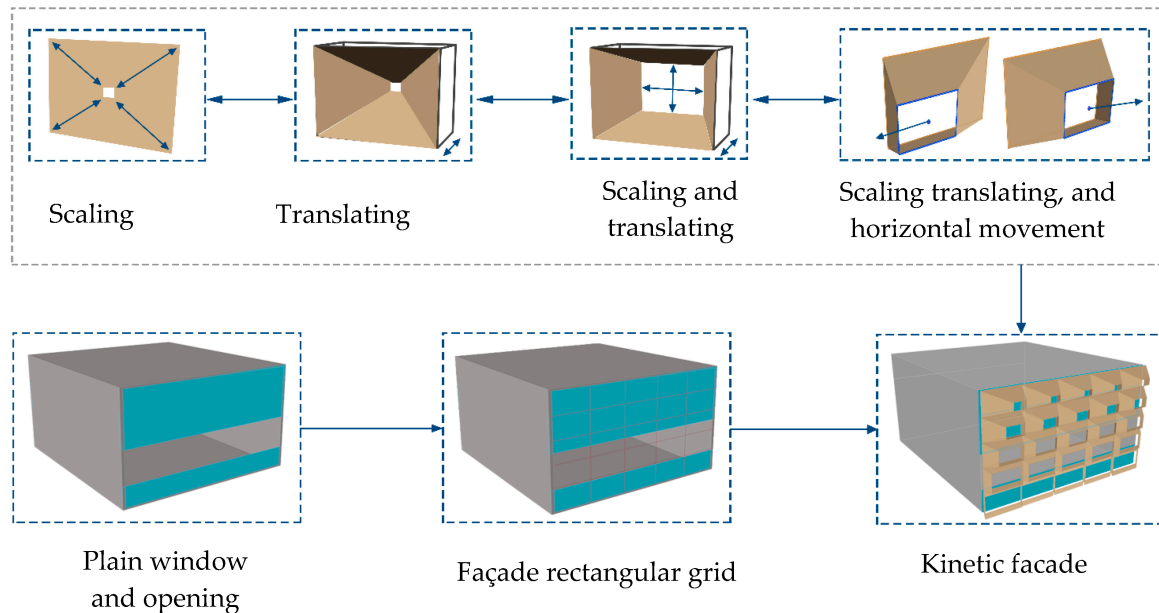 Scaling
Translating
Scaling and
translating
Scaling translating, and
horizontal movement
Plain window
and opening
Façade rectangular grid
Kinetic facade